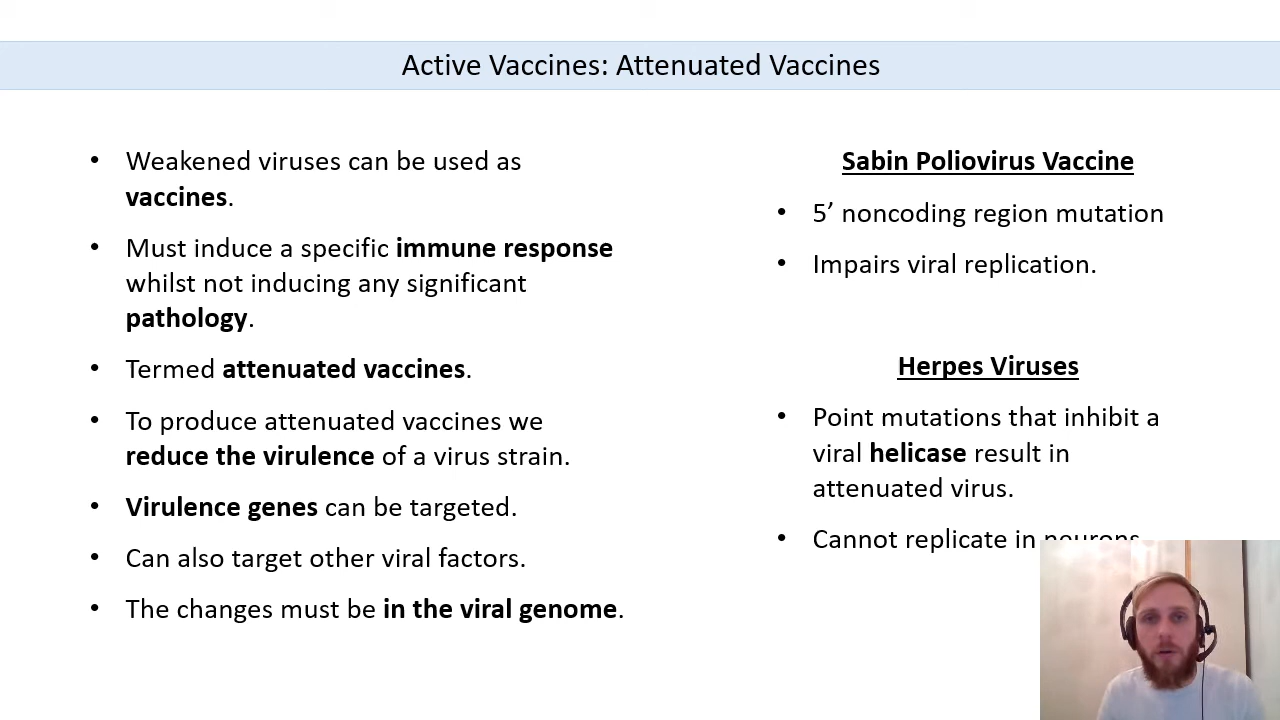 Active Vaccines: Attenuated Vaccines
• Weakened viruses can be used as
vaccines.
• Must induce a specific immune response
whilst not inducing any significant
pathology.
• Termed attenuated vaccines.
• To produce attenuated vaccines we
reduce the virulence of a virus strain.
• Virulence genes can be targeted.
• Can also target other viral factors.
• The changes must be in the viral genome.
Sabin Poliovirus Vaccine
• 5’ noncoding region mutation
• Impairs viral replication.
Herpes Viruses
• Point mutations that inhibit a
viral helicase result in
attenuated virus.
• Cannot replicate in neurons